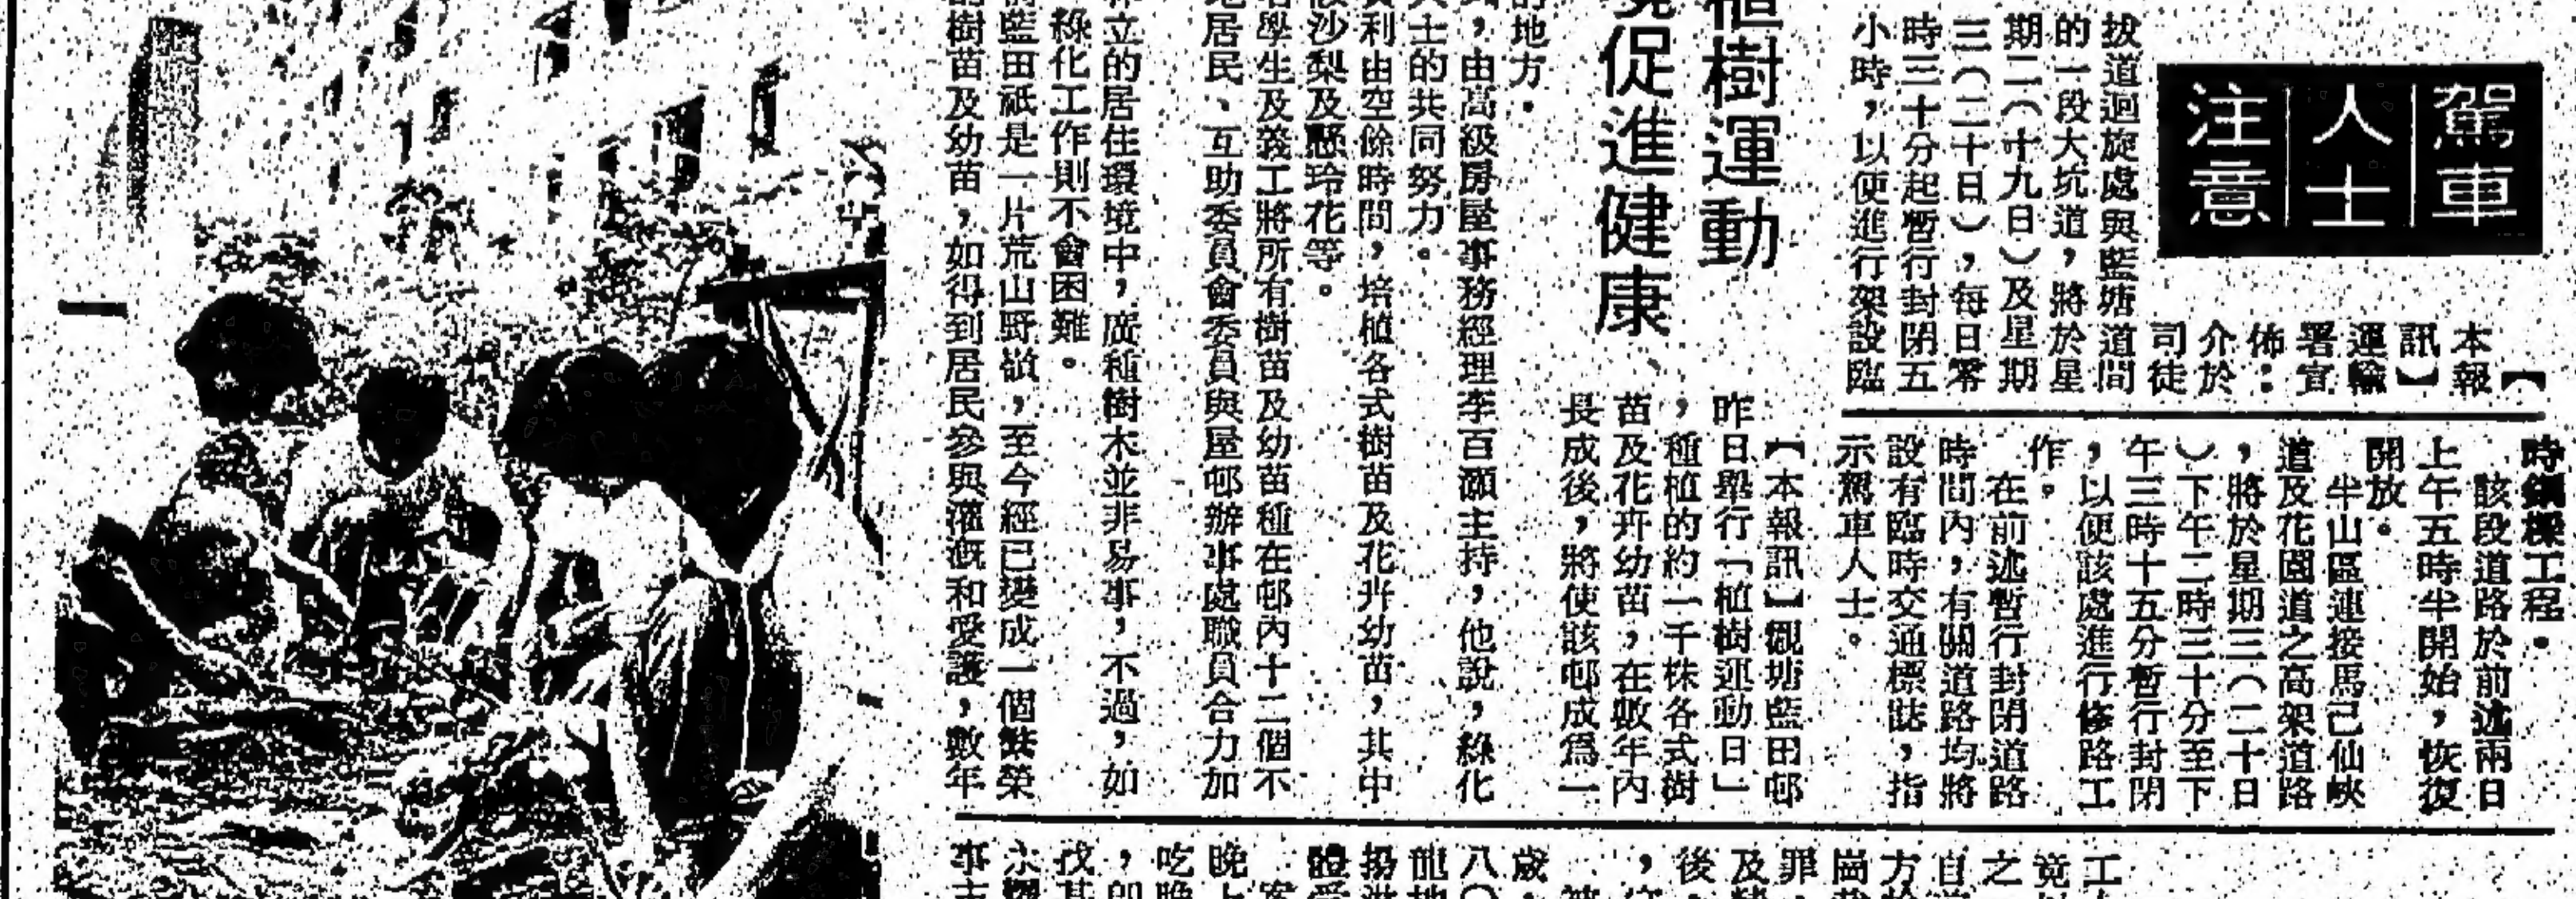 駕車
人士
注意
【本報
訊】
運輸
署宣
佈：
介於
司徒
拔道迴旋處與藍塘道間
的一段大坑道，將於星
期二（十九日）及星期
三（二十日），每日零
時三十分起暫行封閉五
小時，以便進行架設臨
時鋼樑工程。
該段道路於前述兩日
上午五時半開始，恢復
開放。
半山區連接馬己仙峽
道及花園道之高架道路
，將於星期三（二十日
）下午二時三十分至下
午三時十五分暫行封閉
，以便該處進行修路工
作。
在前述暫行封閉道路
時間內，有關道路均將
設有臨時交通標誌，指
示駕車人士。
植樹運動
境促進健康
【本報訊】觀塘藍田邨
昨日舉行「植樹運動日」
，種植的約一千株各式樹
苗及花卉幼苗，在數年內
長成後，將使該邨成為一
的地方。
，由高級房屋事務經理李百灝主持，他說，綠化
人士的共同努力。
利由空餘時間，培植各式樹苗及花卉幼苗，其中
沙梨及懸玲花等。
學生及義工將所有樹苗及幼苗種在邨內十二個不
居民、互助委員會委員與屋邨辦事處職員合力加
立的居住環境中，廣種樹木並非易事，不過，如
綠化工作則不會困難。
藍田祇是一片荒山野嶺，至今經已變成一個繁榮
樹苗及幼苗，如得到居民參與灌溉和愛護，數年